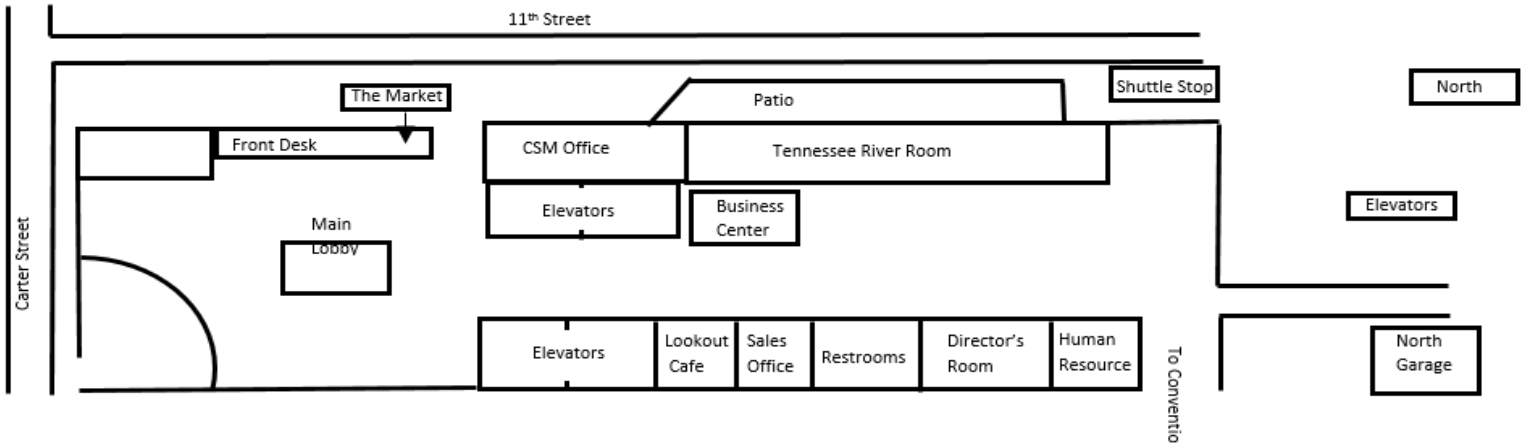 11th Street
The Market
Shuttle Stop
North
Patio
Front Desk
CSM Office
Tennessee River Room
Elevators
Business
Center
Elevators
Main
Lobby
Carter Street
Elevators
Lookout
Cafe
Sales
Office
Restrooms
Director's
Room
Human
Resource
To Conventio
North
Garage